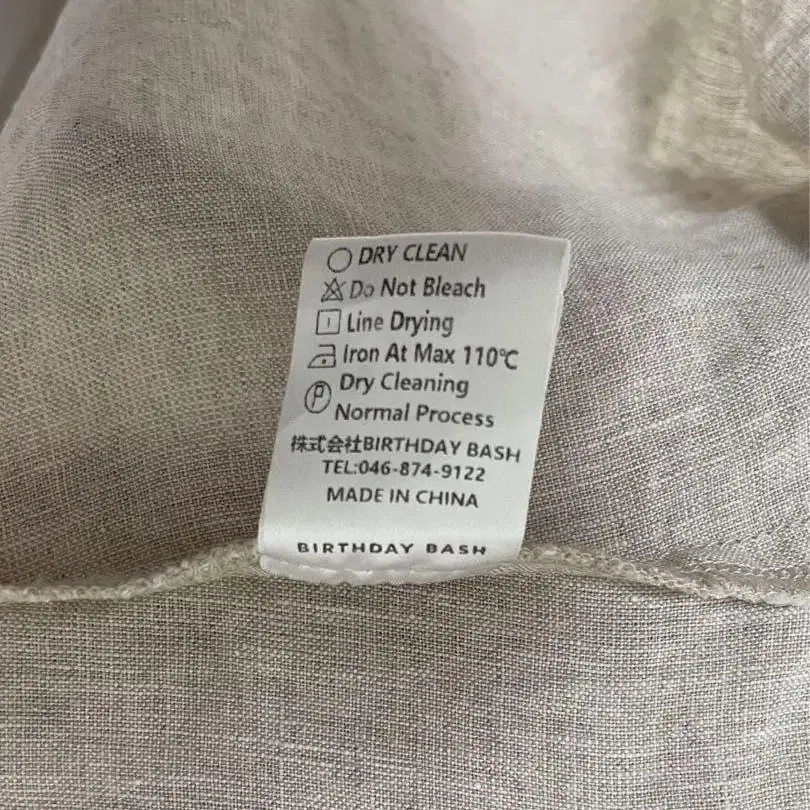 DRY CLEAN
Do Not Bleach
Line Drying
Iron At Max 110℃
P Dry Cleaning
Normal Process
株式会社BIRTHDAY BASH
TEL:046-874-9122
MADE IN CHINA
BIRTHDAY BASH